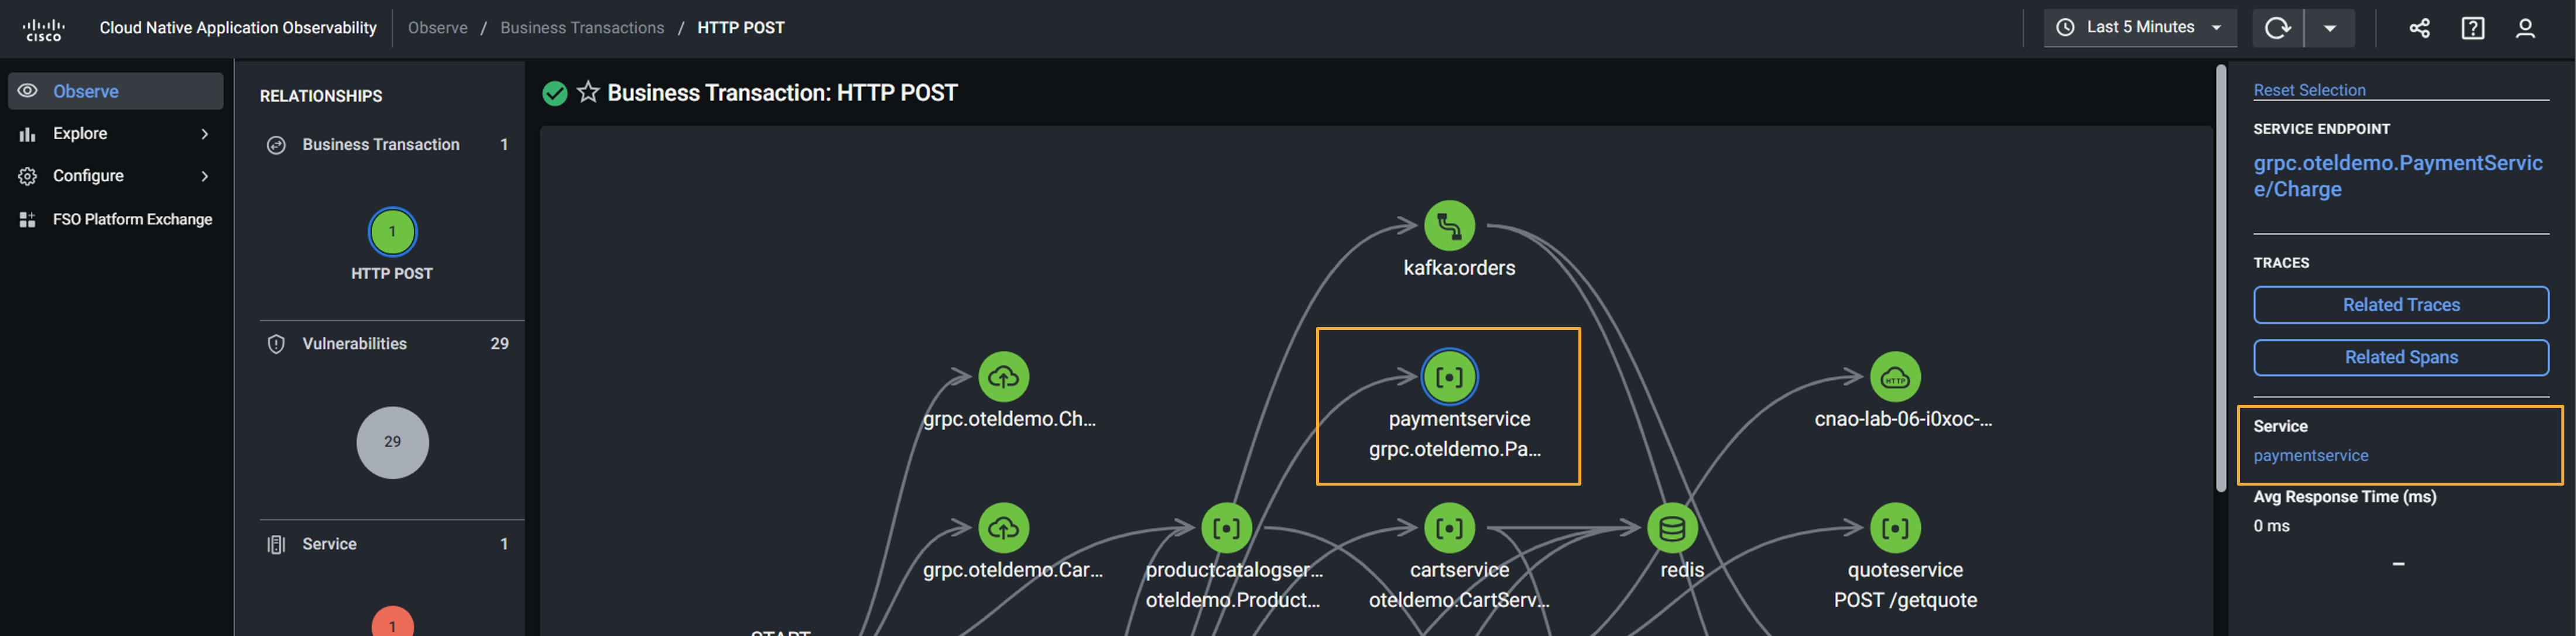 cisco
Cloud Native Application Observability
Observe / Business Transactions / HTTP POST
Last 5 Minutes
Observe
Explore
Configure
FSO Platform Exchange
RELATIONSHIPS
Business Transaction 1
1
HTTP POST
Vulnerabilities 29
29
Service 1
1
Business Transaction: HTTP POST
kafka:orders
grpc.oteldemo.Ch...
paymentservice
grpc.oteldemo.Pa...
HTTP
cnao-lab-06-i0xoc-...
grpc.oteldemo.Car...
productcatalogser...
oteldemo.Product...
cartservice
oteldemo.CartServ...
redis
quoteservice
POST /getquote
START
Reset Selection
SERVICE ENDPOINT
grpc.oteldemo.PaymentServic
e/Charge
TRACES
Related Traces
Related Spans
Service
paymentservice
Avg Response Time (ms)
0 ms
–